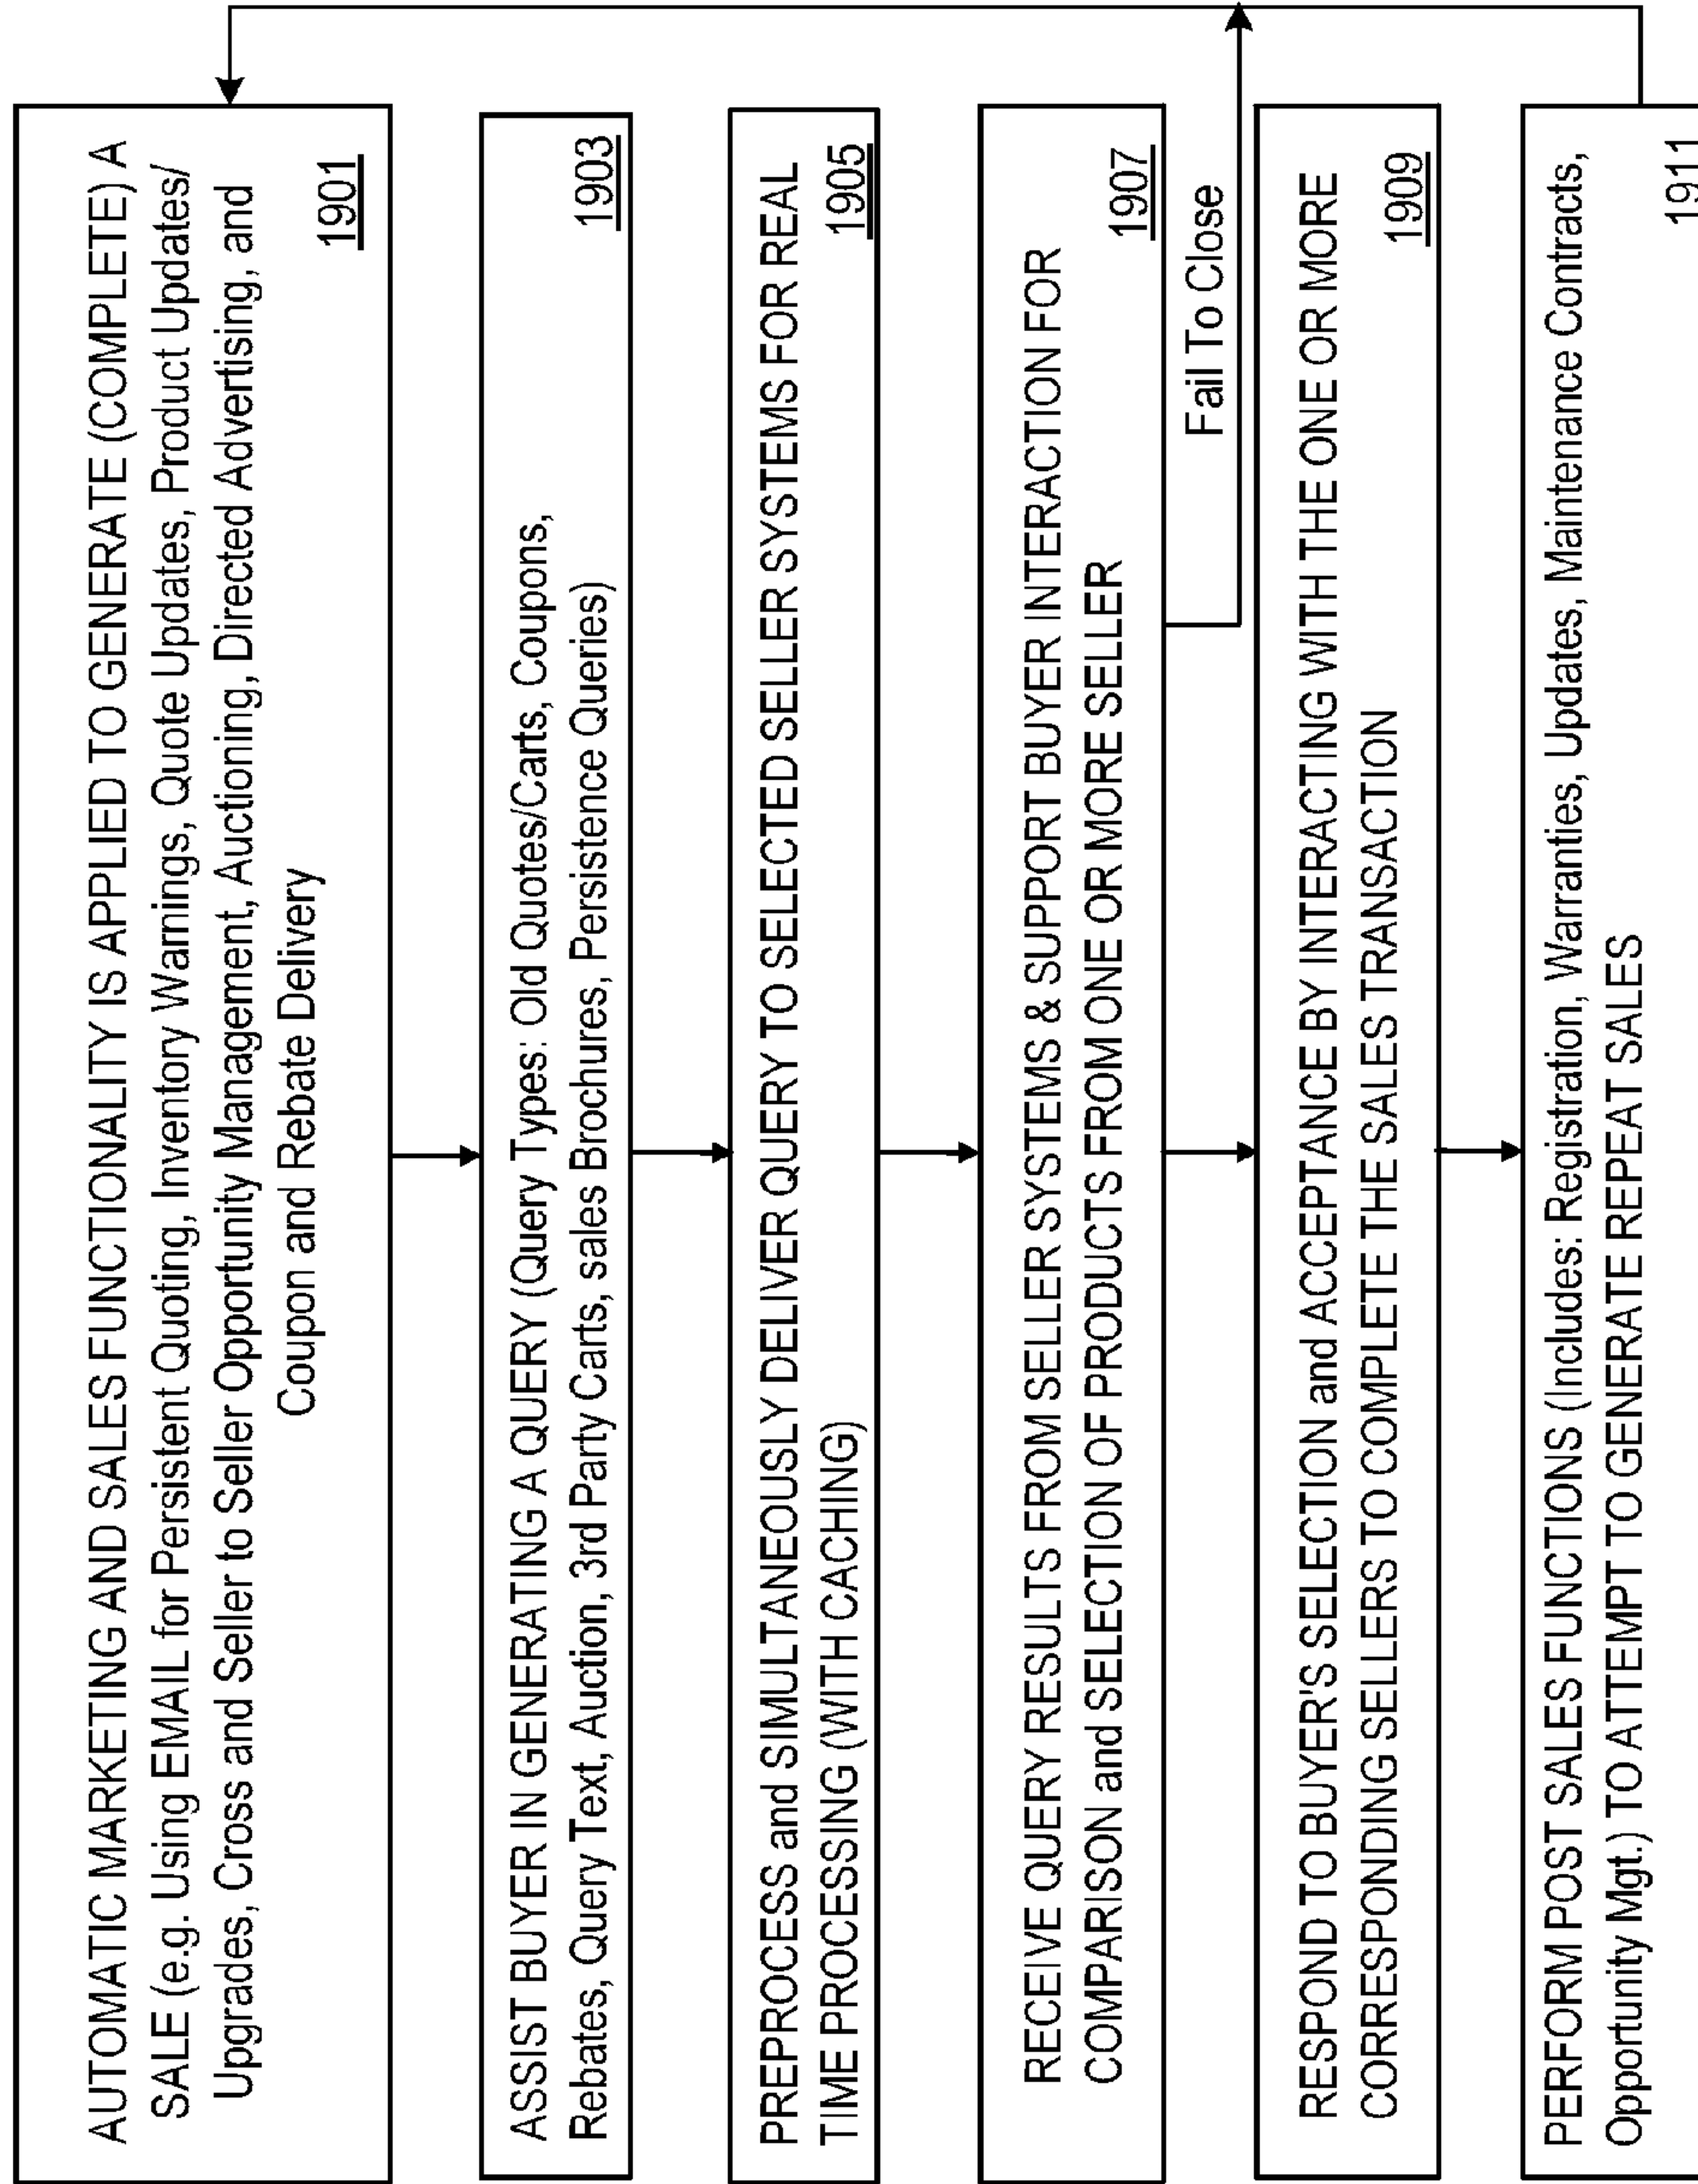 AUTOMATIC MARKETING AND SALES FUNCTIONALITY IS APPLIED TO GENERATE (COMPLETE) A
SALE (e.g. Using EMAIL for Persistent Quoting, Inventory Warnings, Quote Updates, Product Updates/
Upgrades, Cross and Seller to Seller Opportunity Management, Auctioning, Directed Advertising, and
Coupon and Rebate Delivery
1901
ASSIST BUYER IN GENERATING A QUERY (Query Types: Old Quotes/Carts, Coupons,
Rebates, Query Text, Auction, 3rd Party Carts, sales Brochures, Persistence Queries)
1903
PREPROCESS and SIMULTANEOUSLY DELIVER QUERY TO SELECTED SELLER SYSTEMS FOR REAL
TIME PROCESSING (WITH CACHING)
1905
RECEIVE QUERY RESULTS FROM SELLER SYSTEMS & SUPPORT BUYER INTERACTION FOR
COMPARISON and SELECTION OF PRODUCTS FROM ONE OR MORE SELLER
1907
Fail To Close
RESPOND TO BUYER'S SELECTION and ACCEPTANCE BY INTERACTING WITH THE ONE OR MORE
CORRESPONDING SELLERS TO COMPLETE THE SALES TRANSACTION
1909
PERFORM POST SALES FUNCTIONS (Includes: Registration, Warranties, Updates, Maintenance Contracts,
Opportunity Mgt.) TO ATTEMPT TO GENERATE REPEAT SALES
1911